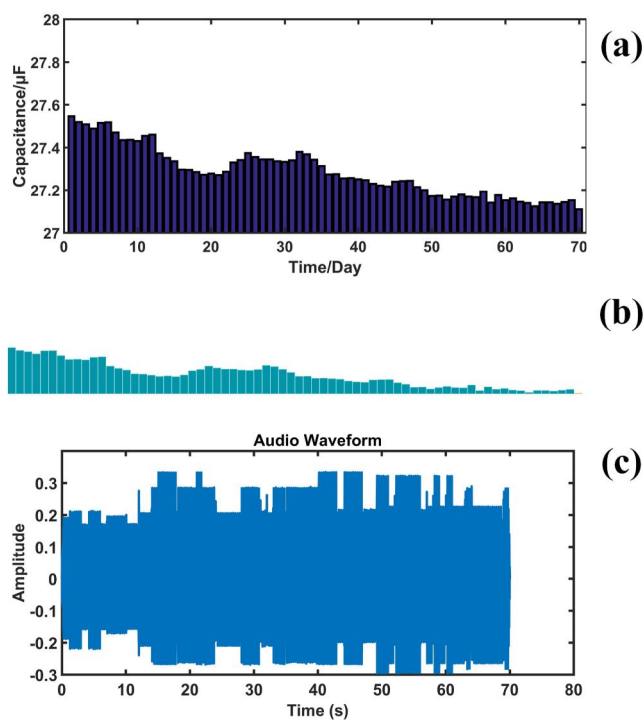 28
(a)
27.8
27.6
27.4
27.2
27
Capacitance/μF
0 10 20 30 40 50 60 70
Time/Day
(b)
Audio Waveform
(c)
0.3
0.2
0.1
0
-0.1
-0.2
-0.3
Amplitude
0 10 20 30 40 50 60 70 80
Time (s)